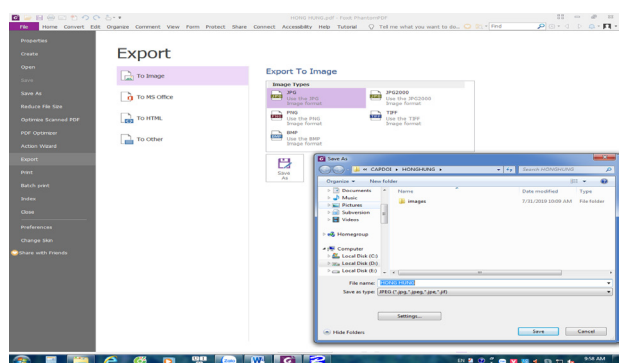 HONG HUNG.pdf - Foxit PhantomPDF
File Home Convert Edit Organize Comment View Form Protect Share Connect Accessibility Help Tutorial Tell me what you want to do... Find
Properties
Create
Open
Save
Save As
Reduce File Size
Optimize Scanned PDF
PDF Optimizer
Action Wizard
Export
Print
Batch print
Index
Close
Preferences
Change Skin
Share with Friends
Export
To Image
To MS Office
To HTML
To Other
Export To Image
Image Types
JPG
Use the JPG
Image format
JPG2000
Use the JPG2000
Image format
PNG
Use the PNG
Image format
TIFF
Use the TIFF
Image format
BMP
Use the BMP
Image format
Save
As
Save As
« CAPDOI HONGHUNG
Search HONGHUNG
Organize New folder
Documents
Music
Pictures
Subversion
Videos
Homegroup
Computer
Local Disk (C:)
Local Disk (D:)
Local Disk (E:)
Name Date modified Type
images 7/31/2019 10:09 AM File folder
File name: HONG HUNG
Save as type: JPEG (*.jpg,*.jpeg,*.jpe,*.jif)
Settings...
Hide Folders
Save Cancel
Zalo
EN
9:58 AM